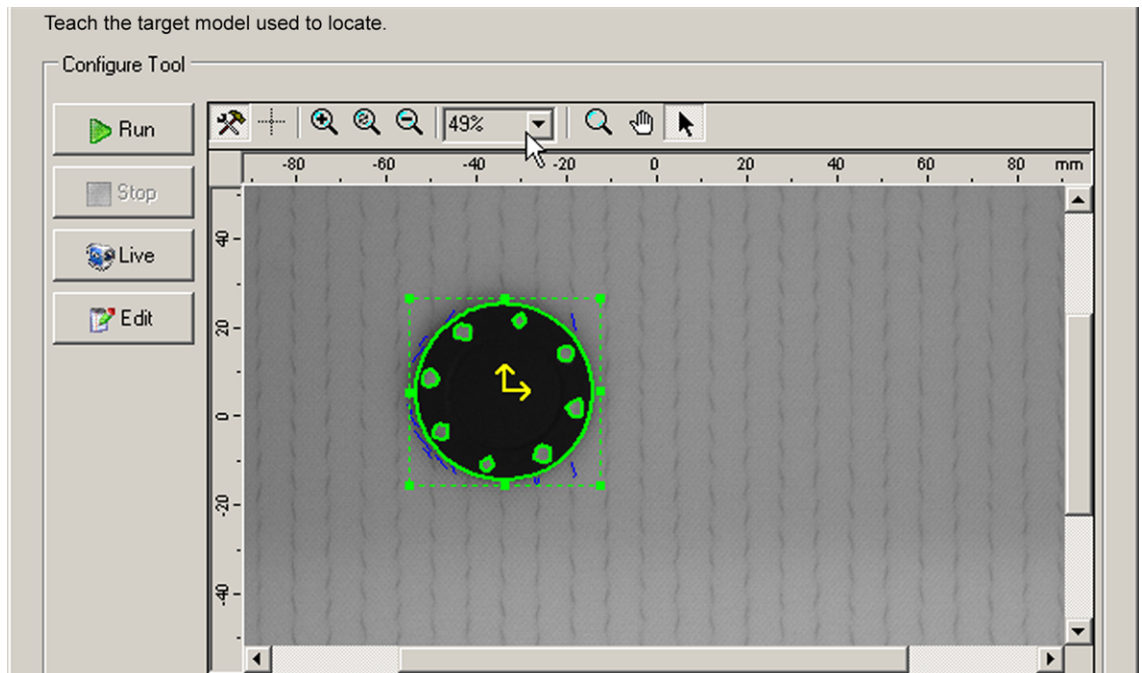 Teach the target model used to locate.
Configure Tool
Run
49%
Stop
-80 -60 -40 -20 0 20 40 60 80 mm
Live
40
Edit
20
0
-20
-40